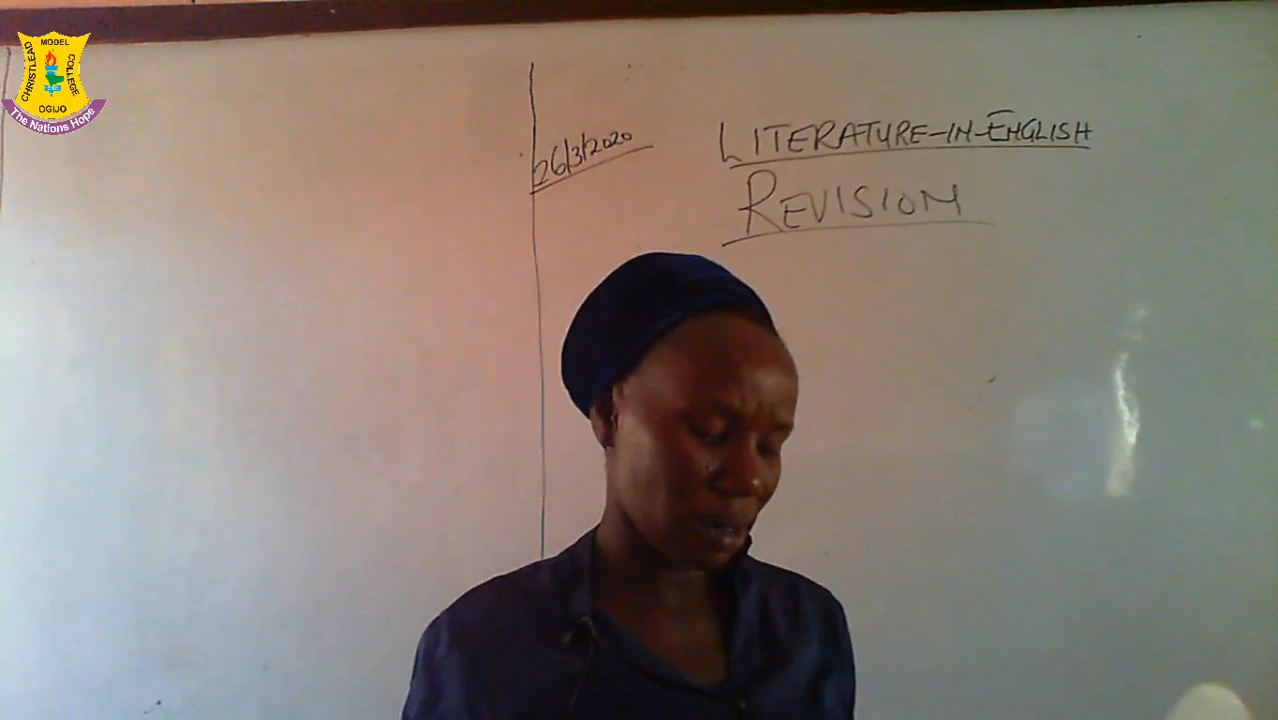 MODEL
CHRISTLEAD
COLLEGE
OGIJO
The Nations Hope
26/3/2020
LITERATURE-IN-ENGLISH
REVISION